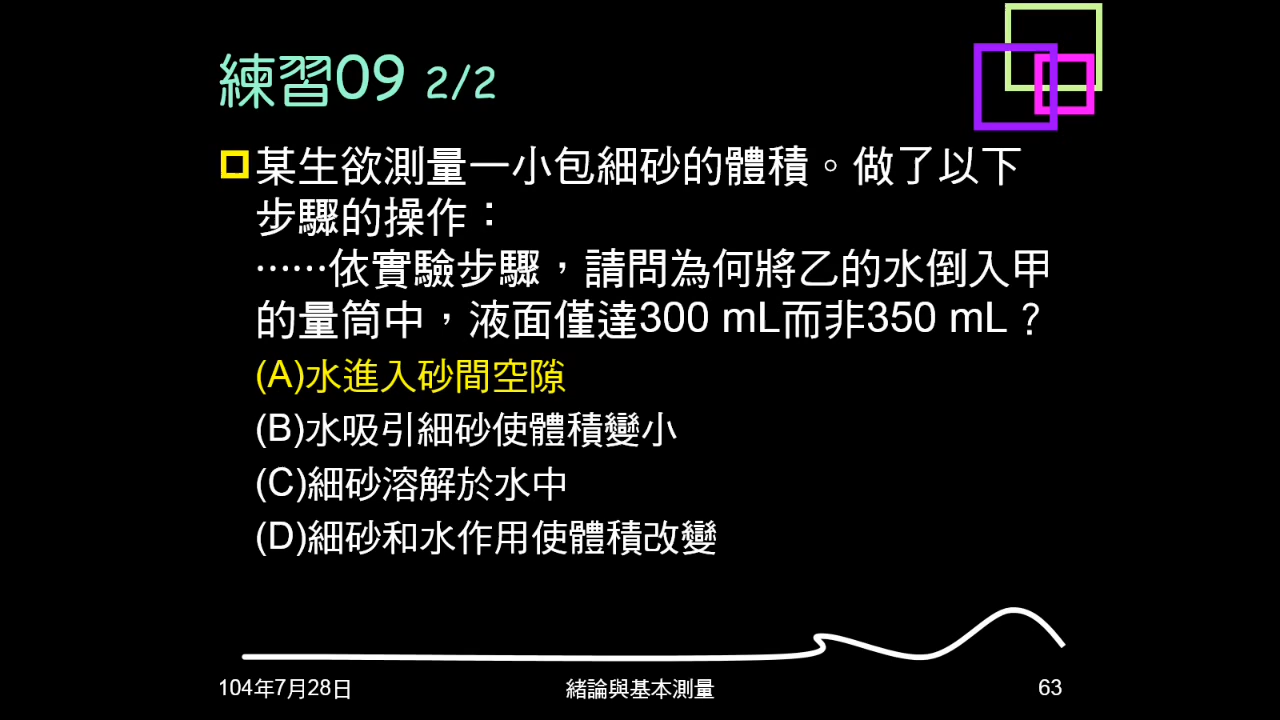 練習09 2/2
某生欲測量一小包細砂的體積。做了以下
步驟的操作：
……依實驗步驟，請問為何將乙的水倒入甲
的量筒中，液面僅達300 mL而非350 mL？
(A)水進入砂間空隙
(B)水吸引細砂使體積變小
(C)細砂溶解於水中
(D)細砂和水作用使體積改變
104年7月28日
緒論與基本測量
63